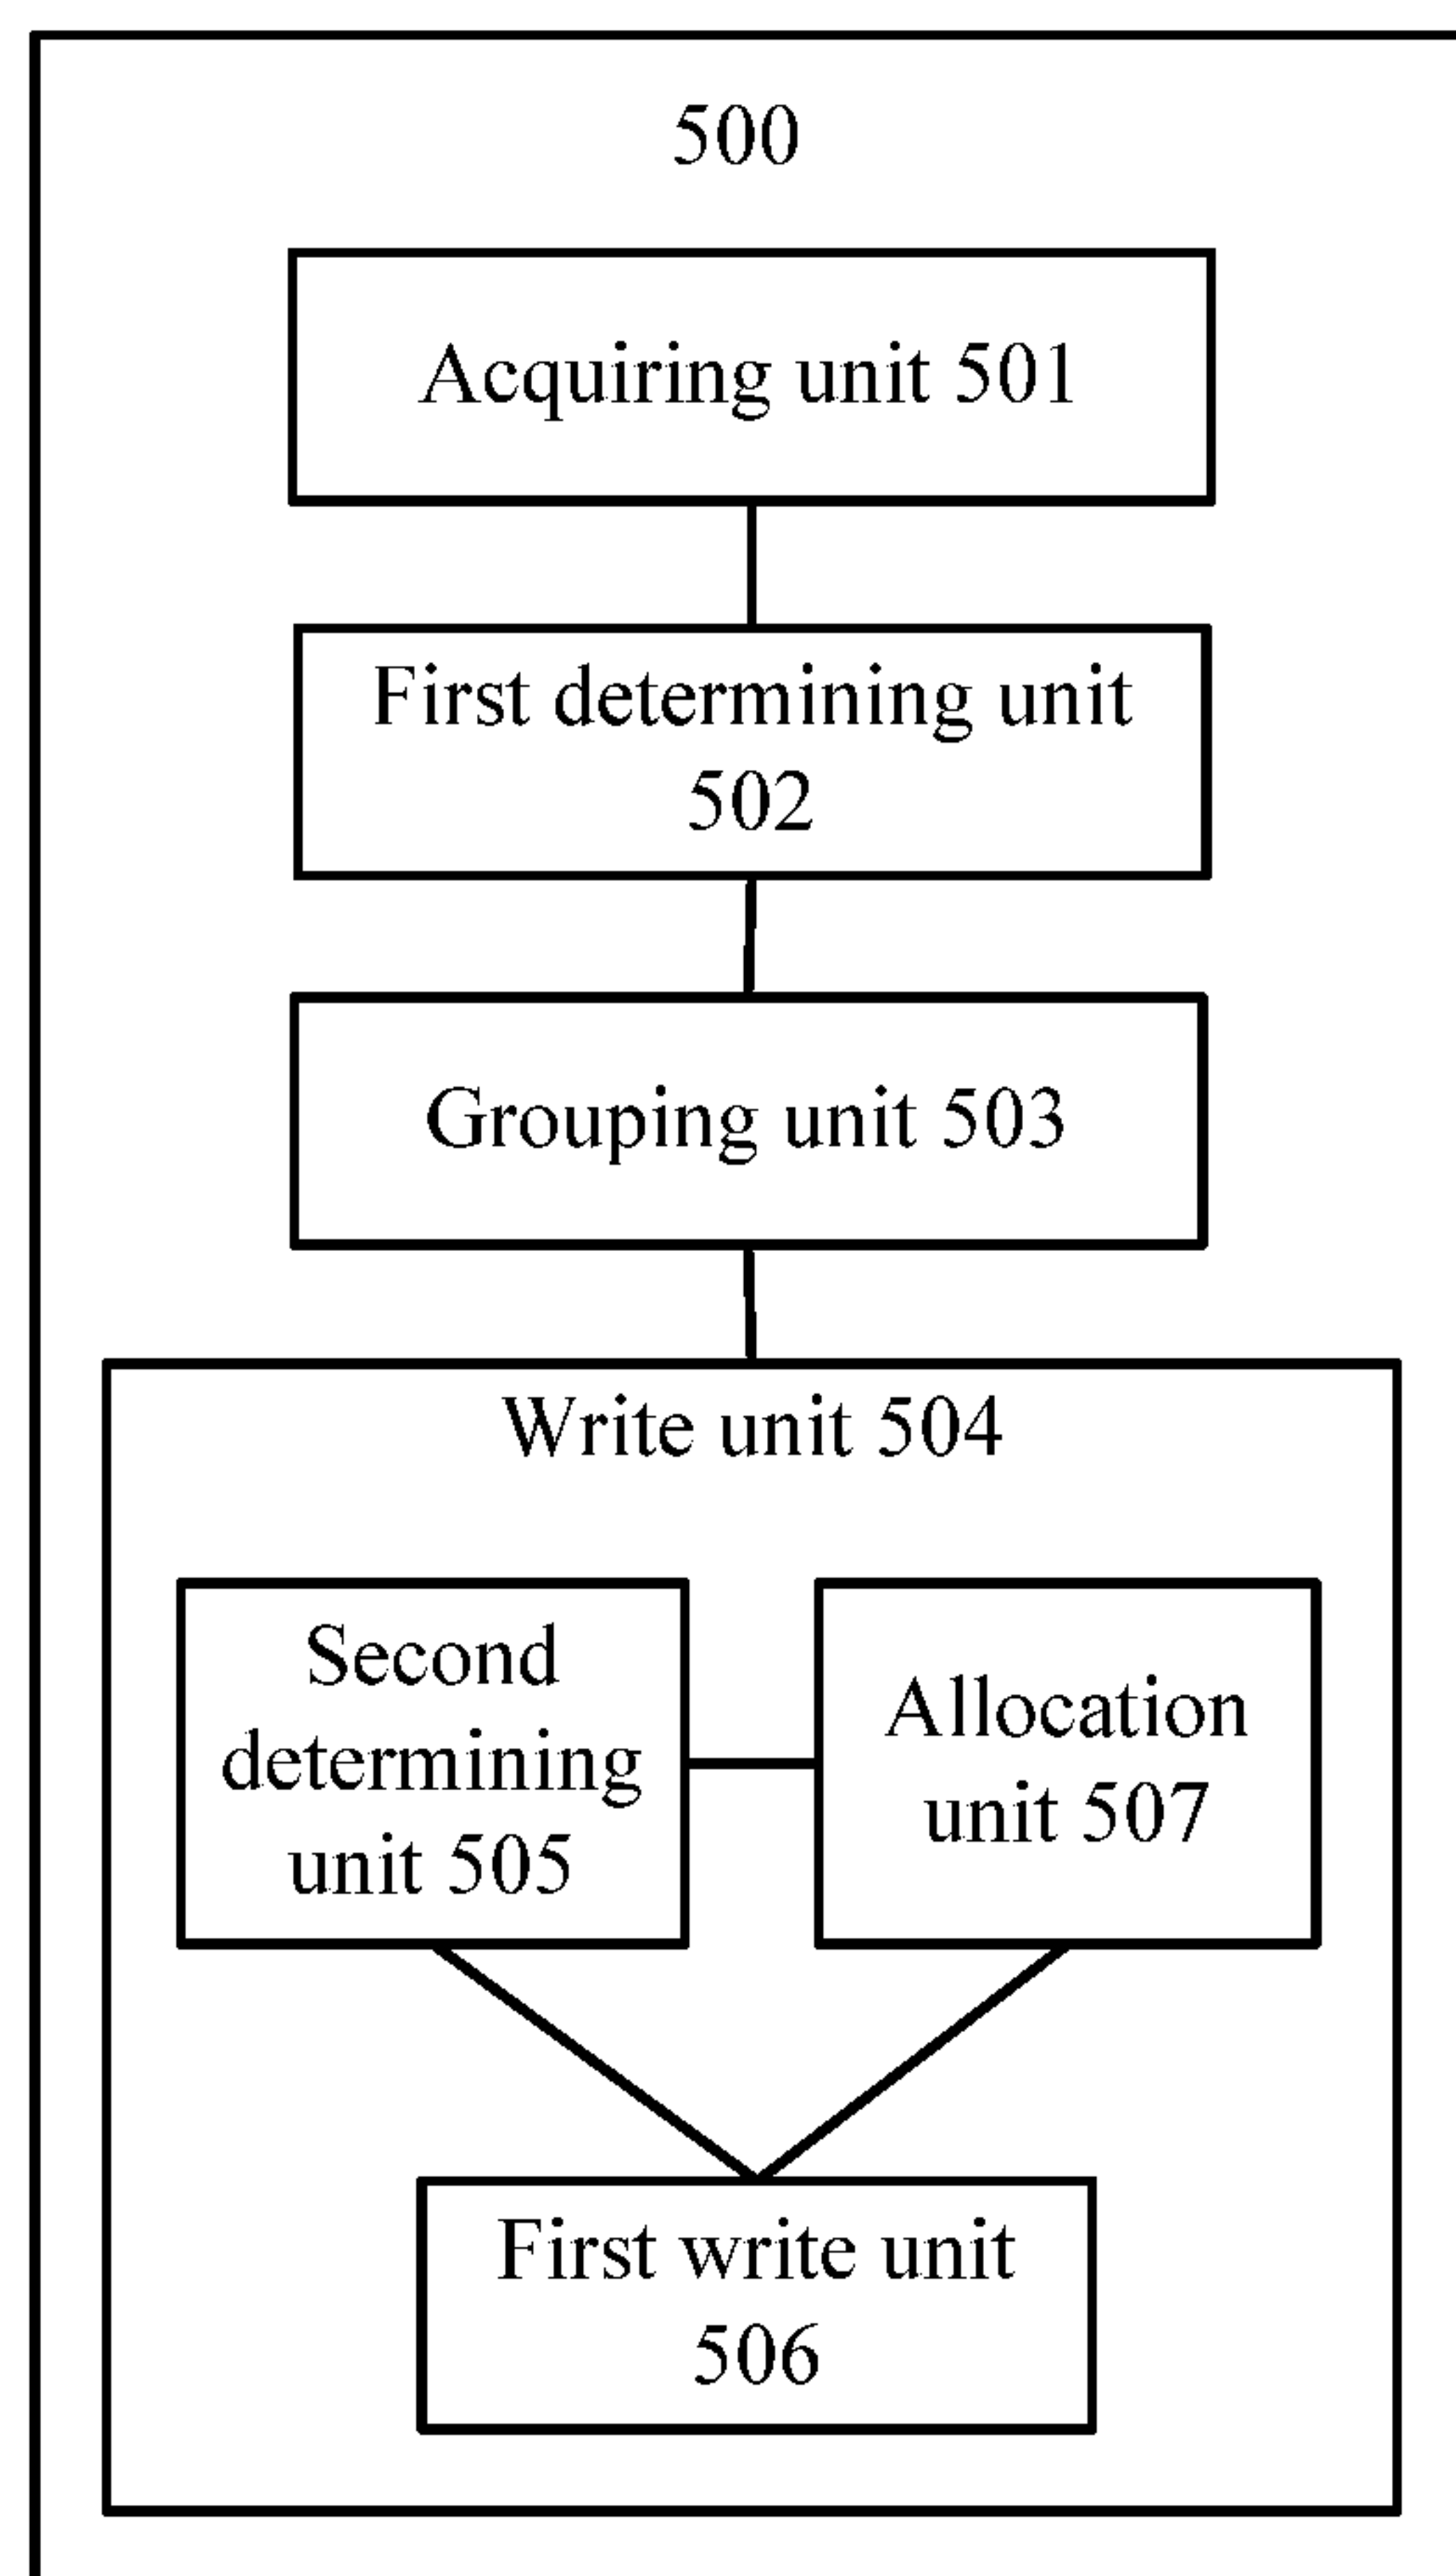 500
Acquiring unit 501
First determining unit
502
Grouping unit 503
Write unit 504
Second
determining
unit 505
Allocation
unit 507
First write unit
506